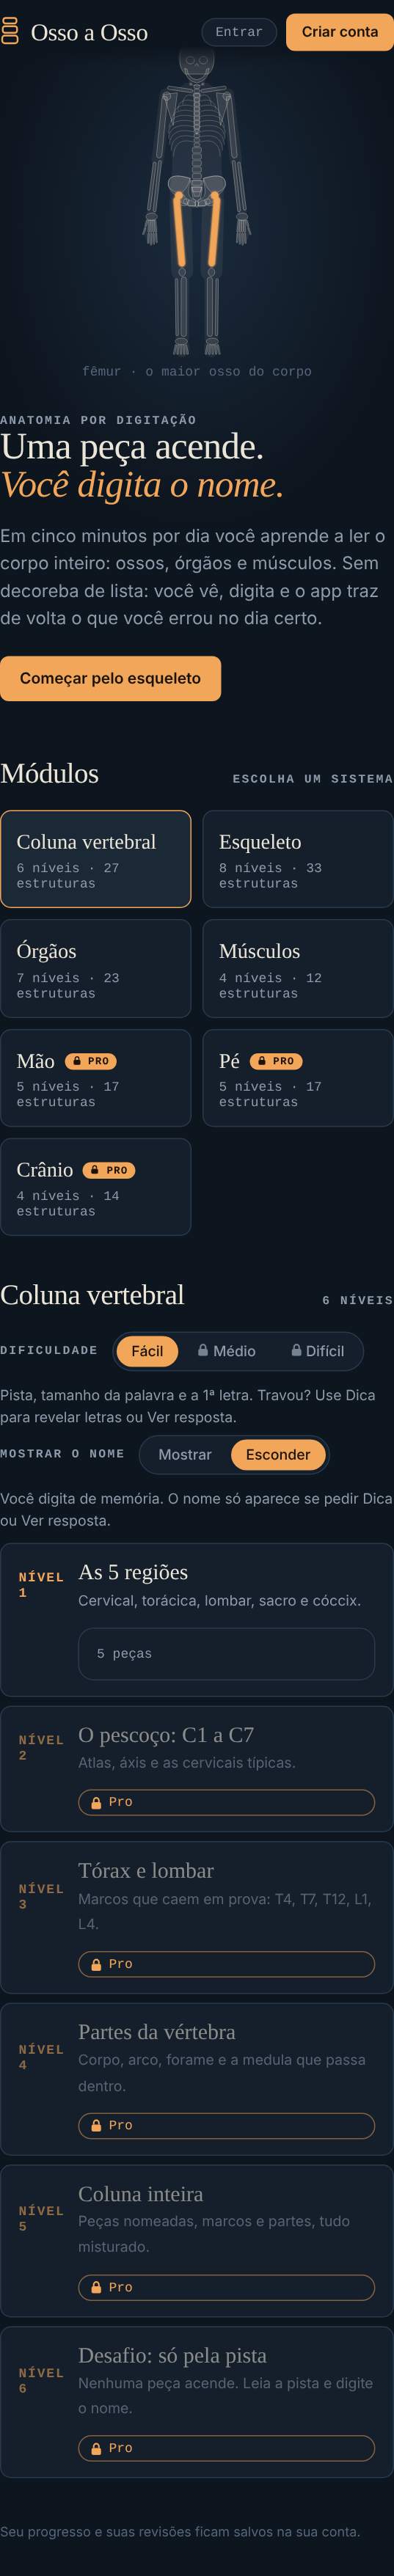 Osso a Osso
Entrar
Criar conta
fêmur · o maior osso do corpo
ANATOMIA POR DIGITAÇÃO
Uma peça acende.
Você digita o nome.
Em cinco minutos por dia você aprende a ler o
corpo inteiro: ossos, órgãos e músculos. Sem
decoreba de lista: você vê, digita e o app traz
de volta o que você errou no dia certo.
Começar pelo esqueleto
Módulos
ESCOLHA UM SISTEMA
Coluna vertebral
6 níveis · 27
estruturas
Esqueleto
8 níveis · 33
estruturas
Órgãos
7 níveis · 23
estruturas
Músculos
4 níveis · 12
estruturas
Mão PRO
5 níveis · 17
estruturas
Pé PRO
5 níveis · 17
estruturas
Crânio PRO
4 níveis · 14
estruturas
Coluna vertebral
6 NÍVEIS
DIFICULDADE Fácil Médio Difícil
Pista, tamanho da palavra e a 1ª letra. Travou? Use Dica
para revelar letras ou Ver resposta.
MOSTRAR O NOME Mostrar Esconder
Você digita de memória. O nome só aparece se pedir Dica
ou Ver resposta.
NÍVEL
1
As 5 regiões
Cervical, torácica, lombar, sacro e cóccix.
5 peças
NÍVEL
2
O pescoço: C1 a C7
Atlas, áxis e as cervicais típicas.
Pro
NÍVEL
3
Tórax e lombar
Marcos que caem em prova: T4, T7, T12, L1,
L4.
Pro
NÍVEL
4
Partes da vértebra
Corpo, arco, forame e a medula que passa
dentro.
Pro
NÍVEL
5
Coluna inteira
Peças nomeadas, marcos e partes, tudo
misturado.
Pro
NÍVEL
6
Desafio: só pela pista
Nenhuma peça acende. Leia a pista e digite
o nome.
Pro
Seu progresso e suas revisões ficam salvos na sua conta.